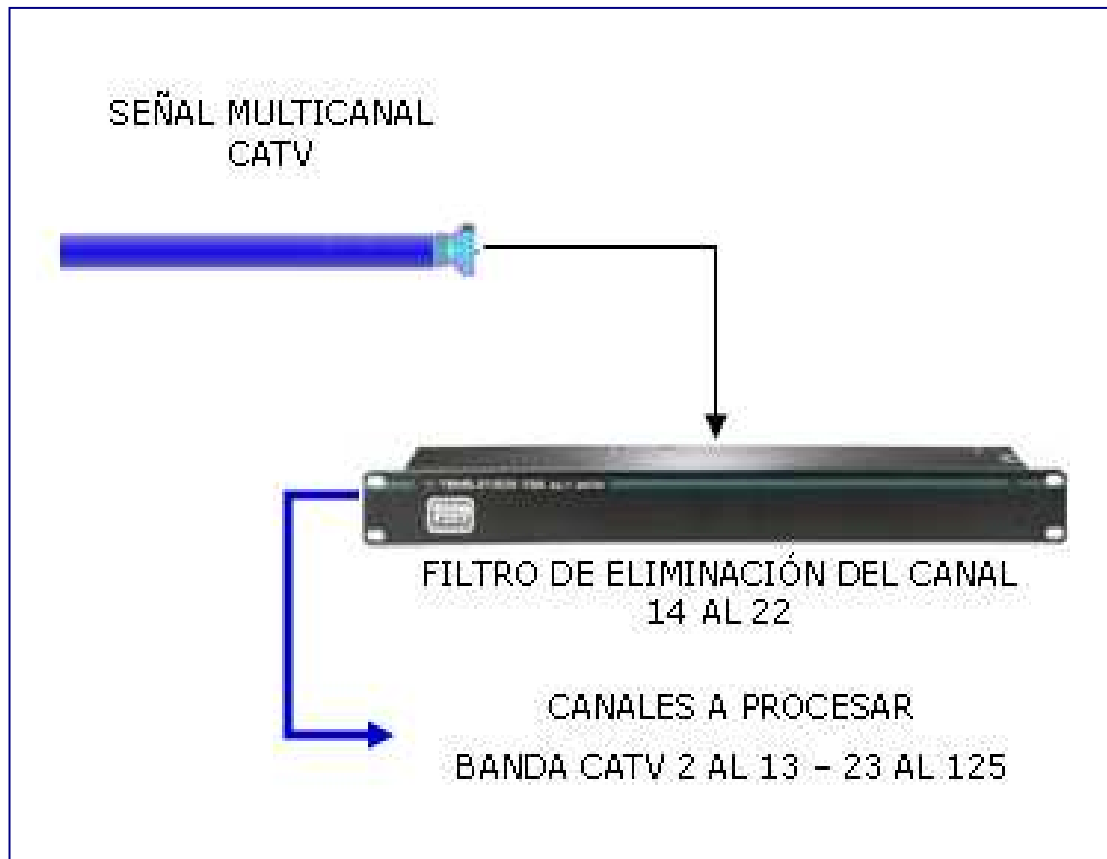 SEÑAL MULTICANAL
CATV
FILTRO DE ELIMINACIÓN DEL CANAL
14 AL 22
CANALES A PROCESAR
BANDA CATV 2 AL 13 – 23 AL 125